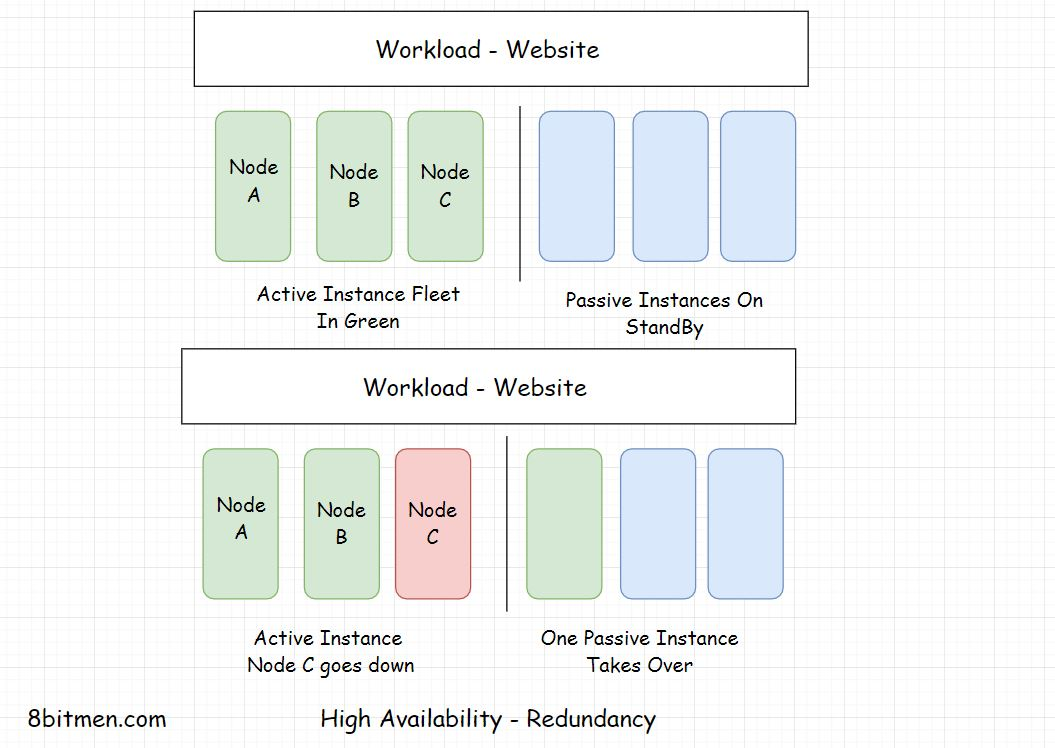 Workload - Website
Node
A
Node
B
Node
C
Active Instance Fleet
In Green
Passive Instances On
StandBy
Workload - Website
Node
A
Node
B
Node
C
Active Instance
Node C goes down
One Passive Instance
Takes Over
8bitmen.com
High Availability - Redundancy